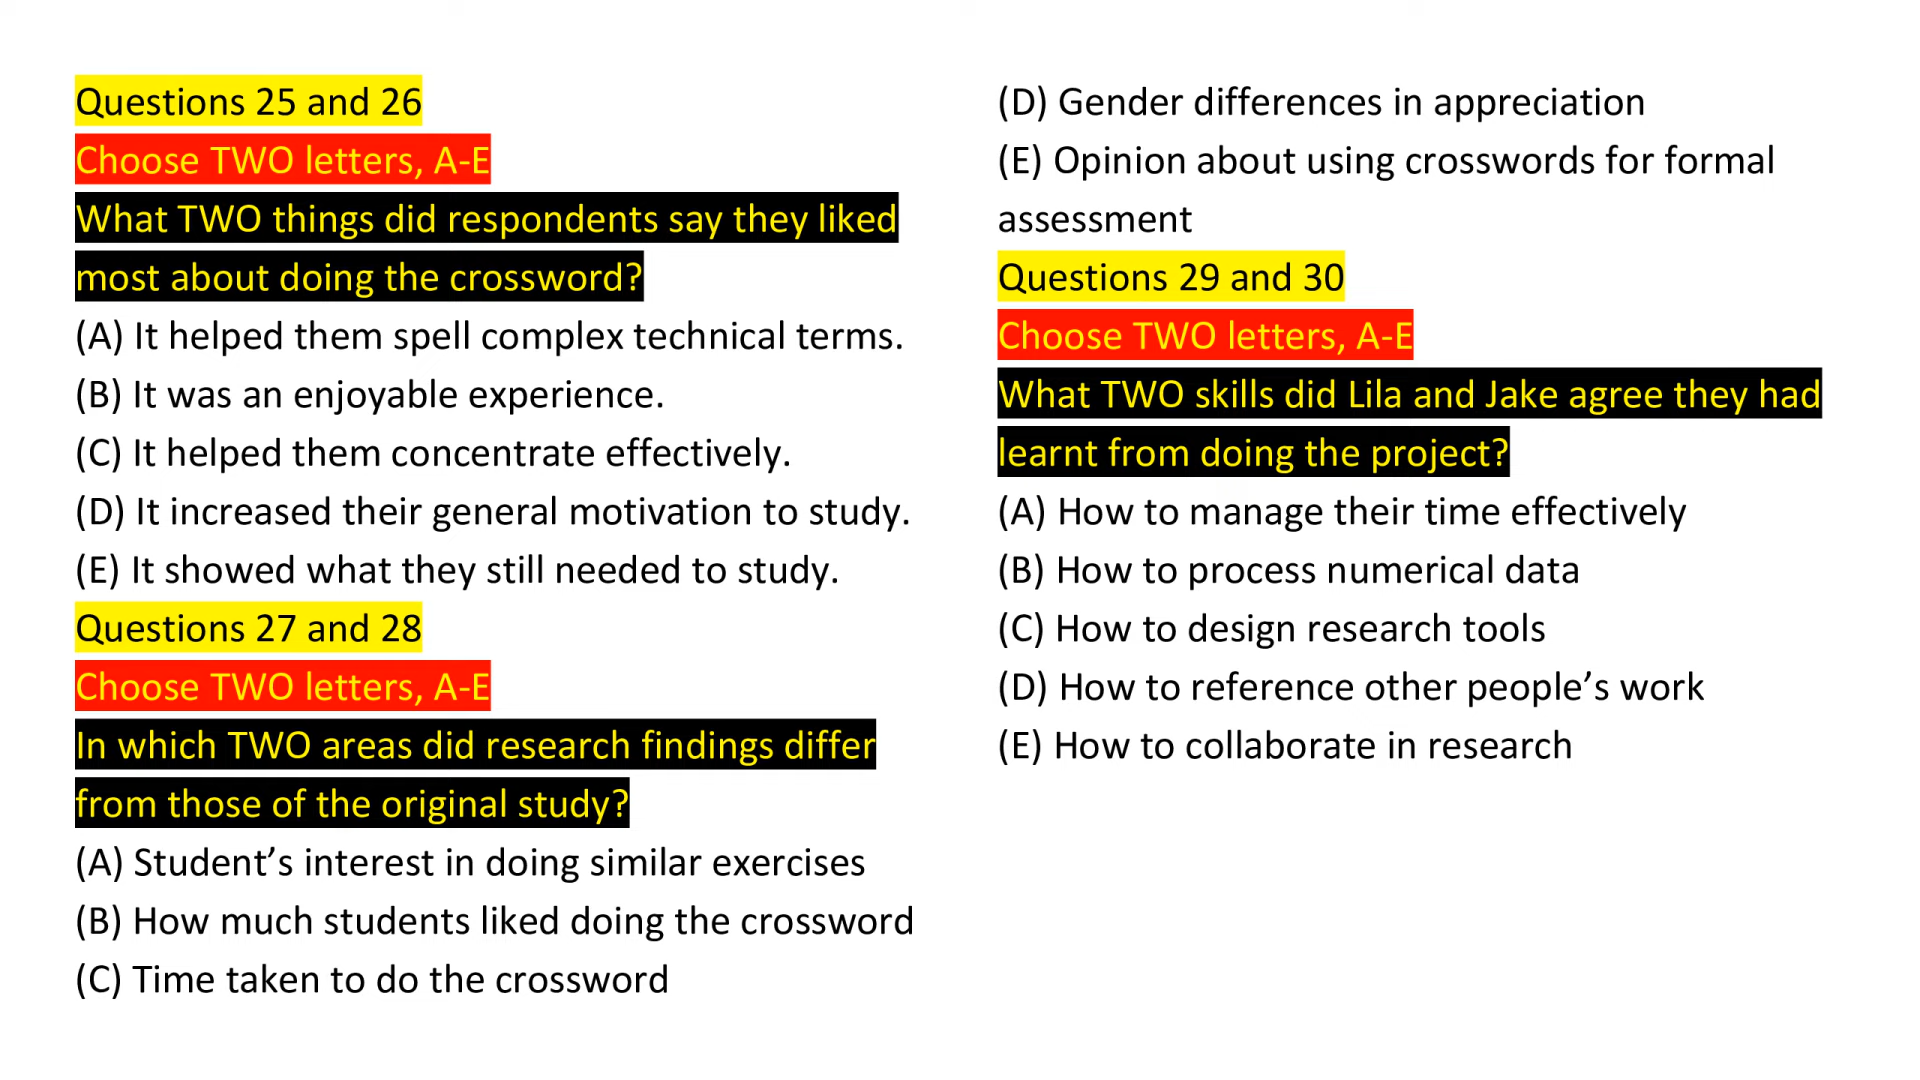 Questions 25 and 26
Choose TWO letters, A-E
What TWO things did respondents say they liked
most about doing the crossword?
(A) It helped them spell complex technical terms.
(B) It was an enjoyable experience.
(C) It helped them concentrate effectively.
(D) It increased their general motivation to study.
(E) It showed what they still needed to study.
Questions 27 and 28
Choose TWO letters, A-E
In which TWO areas did research findings differ
from those of the original study?
(A) Student’s interest in doing similar exercises
(B) How much students liked doing the crossword
(C) Time taken to do the crossword
(D) Gender differences in appreciation
(E) Opinion about using crosswords for formal
assessment
Questions 29 and 30
Choose TWO letters, A-E
What TWO skills did Lila and Jake agree they had
learnt from doing the project?
(A) How to manage their time effectively
(B) How to process numerical data
(C) How to design research tools
(D) How to reference other people’s work
(E) How to collaborate in research